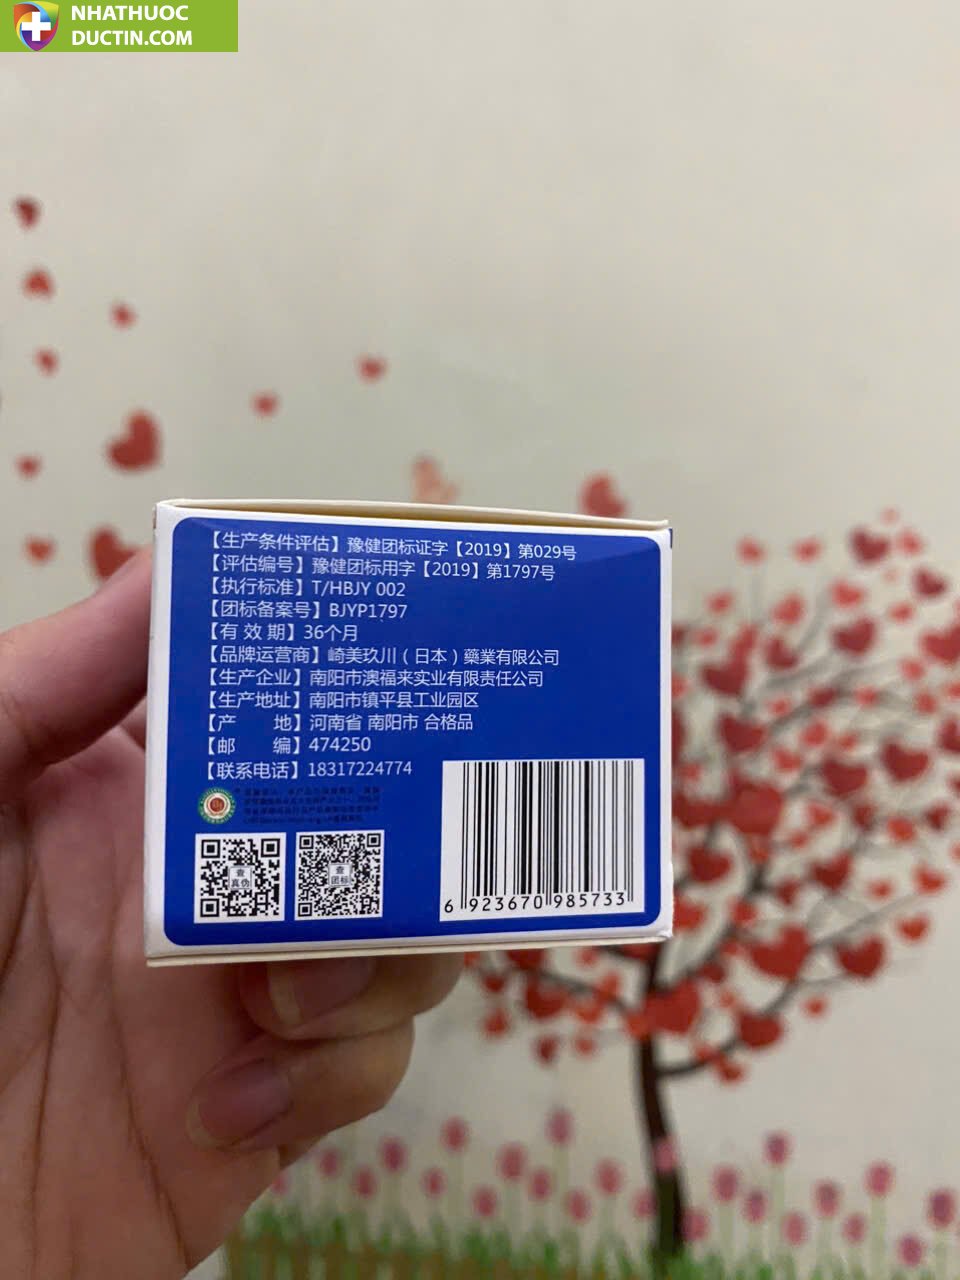 NHATHUOC
DUCTIN.COM
【生产条件评估】豫健团标证字【2019】第029号
【评估编号】豫健团标用字【2019】第1797号
【执行标准】T/HBJY 002
【团标备案号】BJYP1797
【有 效 期】36个月
【品牌运营商】崎美玖川（日本）藥業有限公司
【生产企业】南阳市澳福来实业有限责任公司
【生产地址】南阳市镇平县工业园区
【产 地】河南省 南阳市 合格品
【邮 编】474250
【联系电话】18317224774
查
真伪
查
团标
6 923670 985733